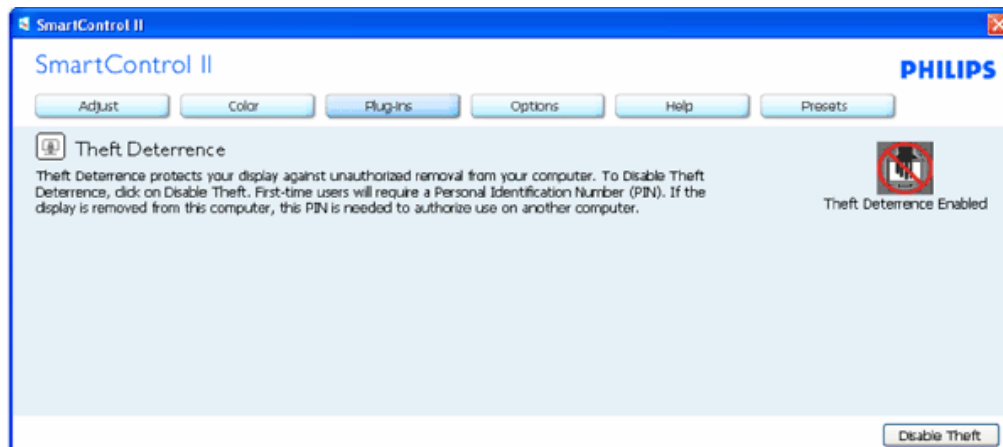 SmartControl II
SmartControl II
PHILIPS
Adjust Color Plug-Ins Options Help Presets
Theft Deterrence
Theft Deterrence protects your display against unauthorized removal from your computer. To Disable Theft
Deterrence, click on Disable Theft. First-time users will require a Personal Identification Number (PIN). If the
display is removed from this computer, this PIN is needed to authorize use on another computer.
Theft Deterrence Enabled
Disable Theft